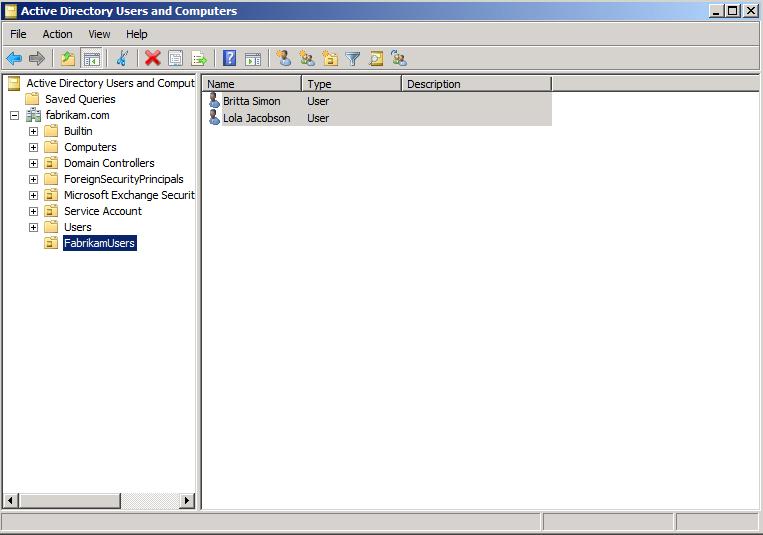 Active Directory Users and Computers
File Action View Help
Active Directory Users and Comput
Saved Queries
fabrikam.com
Builtin
Computers
Domain Controllers
ForeignSecurityPrincipals
Microsoft Exchange Securit
Service Account
Users
FabrikamUsers
Name Type Description
Britta Simon User
Lola Jacobson User